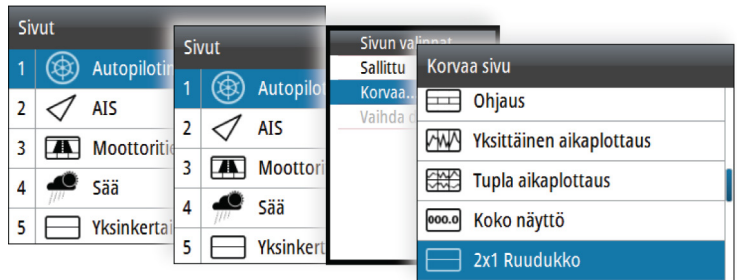 Sivut
1 Autopilotin
2 AIS
3 Moottoritie
4 Sää
5 Yksinkertai
Sivut
1 Autopilo
2 AIS
3 Moottori
4 Sää
5 Yksinkert
Sivun valinnat
Sallittu
Korvaa...
Vaihda
Korvaa sivu
Ohjaus
Yksittäinen aikaplottaus
Tupla aikaplottaus
000.0 Koko näyttö
2x1 Ruudukko